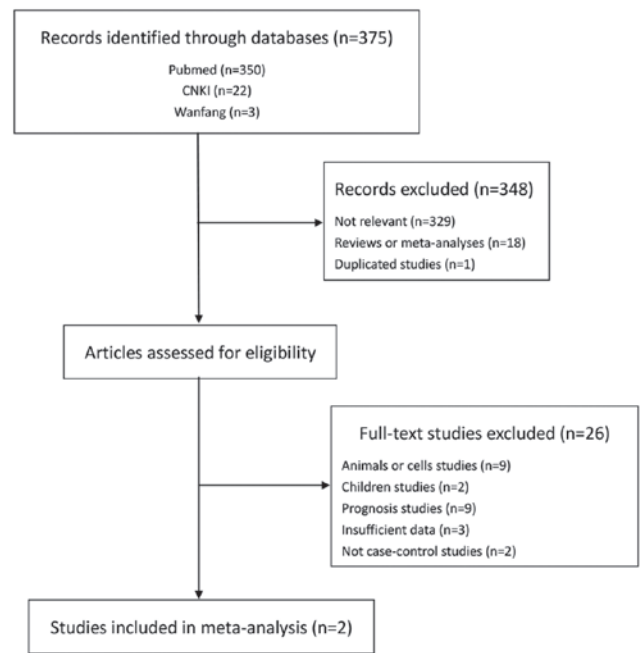 Records identified through databases (n=375)
Pubmed (n=350)
CNKI (n=22)
Wanfang (n=3)
Records excluded (n=348)
Not relevant (n=329)
Reviews or meta-analyses (n=18)
Duplicated studies (n=1)
Articles assessed for eligibility
Full-text studies excluded (n=26)
Animals or cells studies (n=9)
Children studies (n=2)
Prognosis studies (n=9)
Insufficient data (n=3)
Not case-control studies (n=2)
Studies included in meta-analysis (n=2)